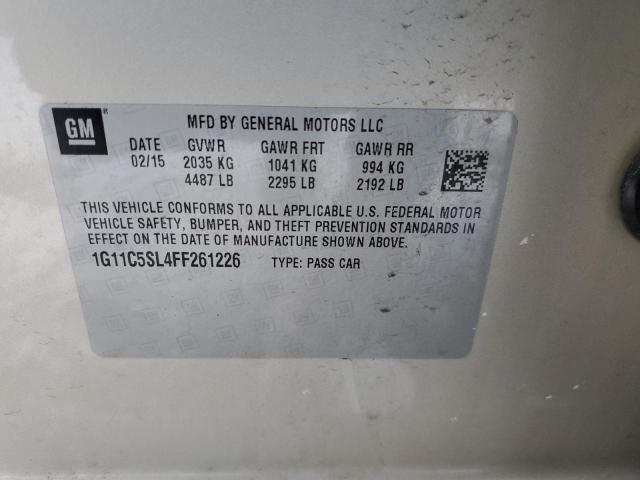 GM®
MFD BY GENERAL MOTORS LLC
DATE GVWR GAWR FRT GAWR RR
02/15 2035 KG 1041 KG 994 KG
4487 LB 2295 LB 2192 LB
THIS VEHICLE CONFORMS TO ALL APPLICABLE U.S. FEDERAL MOTOR
VEHICLE SAFETY, BUMPER, AND THEFT PREVENTION STANDARDS IN
EFFECT ON THE DATE OF MANUFACTURE SHOWN ABOVE.
1G11C5SL4FF261226 TYPE: PASS CAR